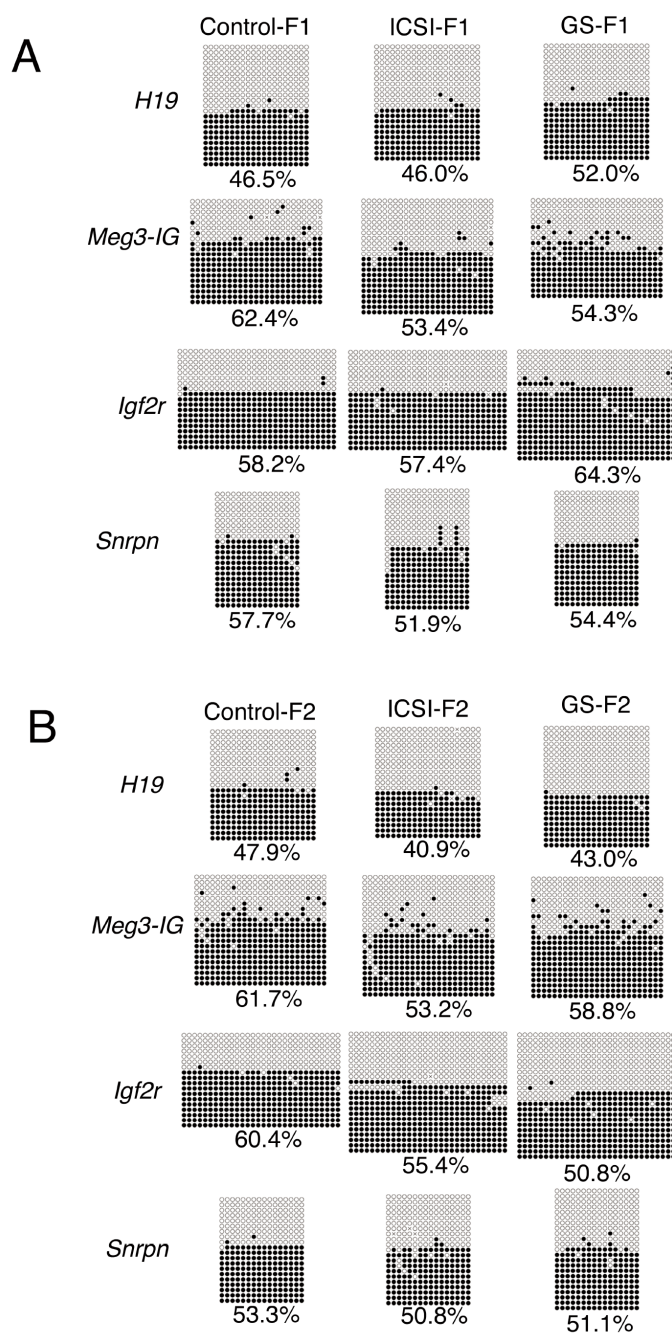 A
Control-F1 ICSI-F1 GS-F1
H19
46.5% 46.0% 52.0%
Meg3-IG
62.4% 53.4% 54.3%
Igf2r
58.2% 57.4% 64.3%
Snrpn
57.7% 51.9% 54.4%
B
Control-F2 ICSI-F2 GS-F2
H19
47.9% 40.9% 43.0%
Meg3-IG
61.7% 53.2% 58.8%
Igf2r
60.4% 55.4% 50.8%
Snrpn
53.3% 50.8% 51.1%